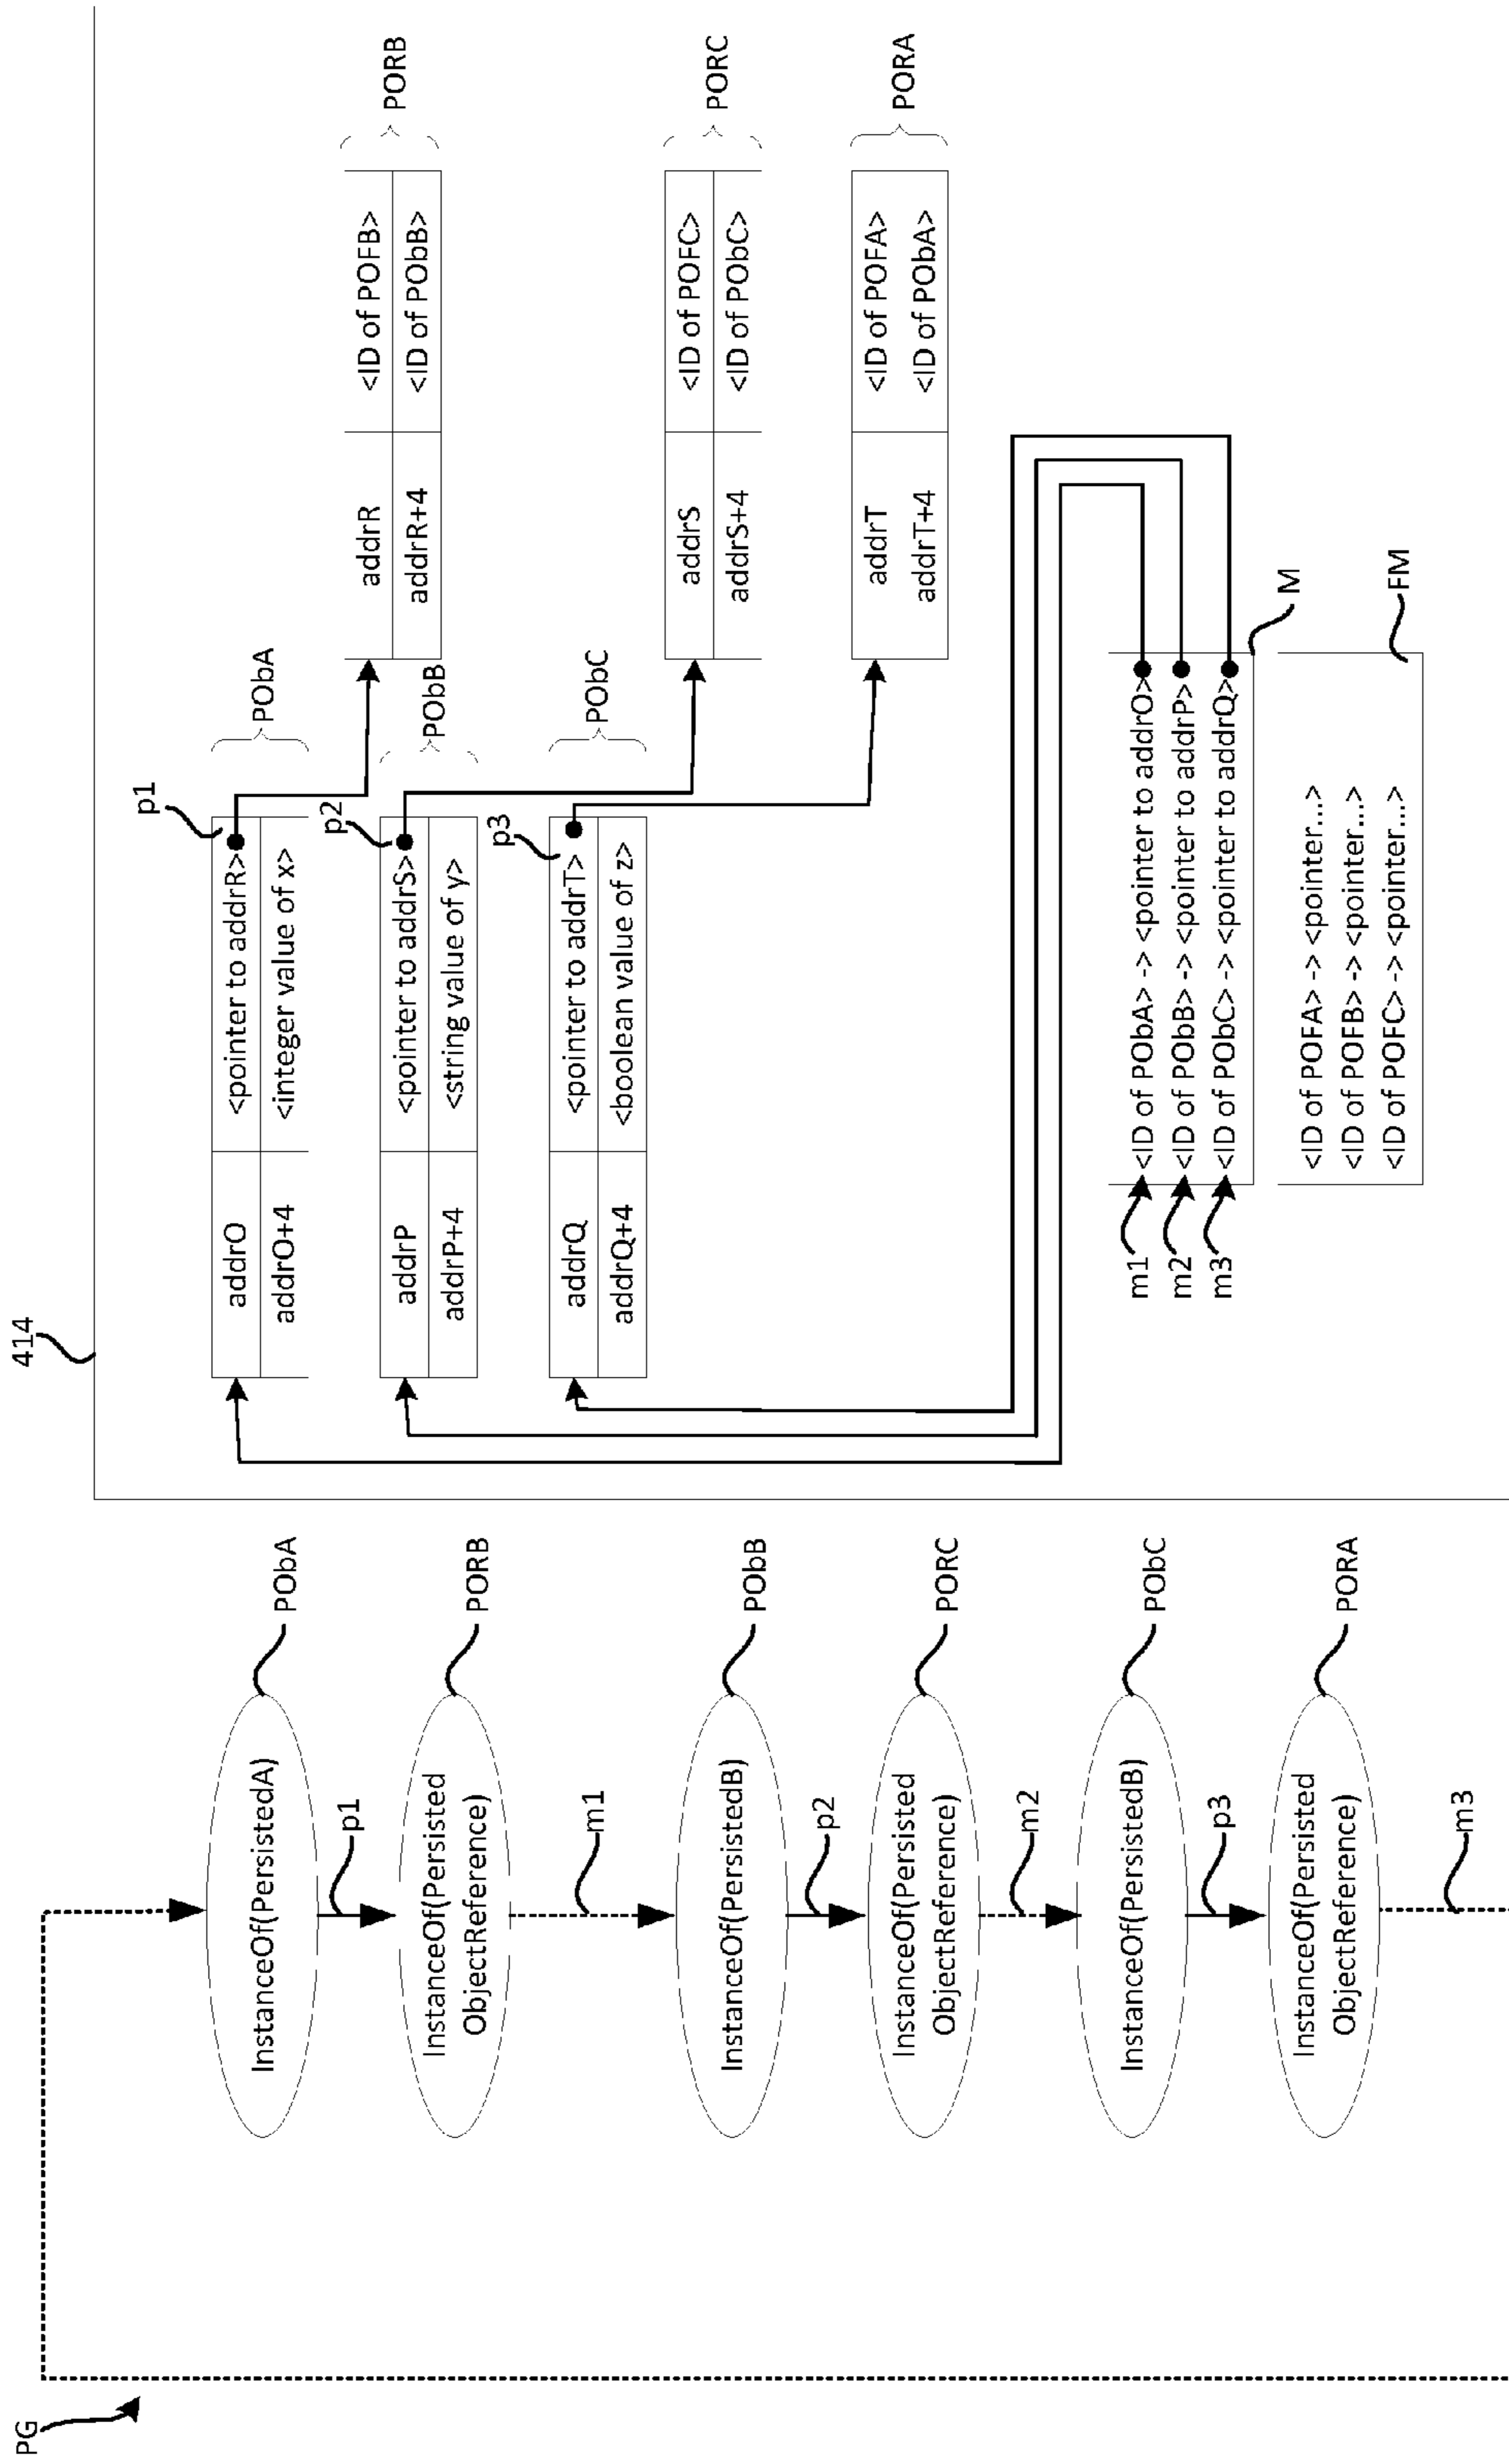 PG
InstanceOf(PersistedA)
PObA
p1
InstanceOf(Persisted
ObjectReference)
PORB
m1
InstanceOf(PersistedB)
PObB
p2
InstanceOf(Persisted
ObjectReference)
PORC
m2
InstanceOf(PersistedB)
PObC
p3
InstanceOf(Persisted
ObjectReference)
PORA
m3
414
p1
addrO
<pointer to addrR>
addrO+4
<integer value of x>
PObA
addrR
<ID of POFB>
addrR+4
<ID of PObB>
PORB
p2
addrP
<pointer to addrS>
addrP+4
<string value of y>
PObB
p3
addrQ
<pointer to addrT>
addrQ+4
<boolean value of z>
PObC
addrS
<ID of POFC>
addrS+4
<ID of PObC>
PORC
addrT
<ID of POFA>
addrT+4
<ID of PObA>
PORA
m1
<ID of PObA> -> <pointer to addrO>
m2
<ID of PObB> -> <pointer to addrP>
m3
<ID of PObC> -> <pointer to addrQ>
M
<ID of POFA> -> <pointer...>
<ID of POFB> -> <pointer...>
<ID of POFC> -> <pointer...>
FM